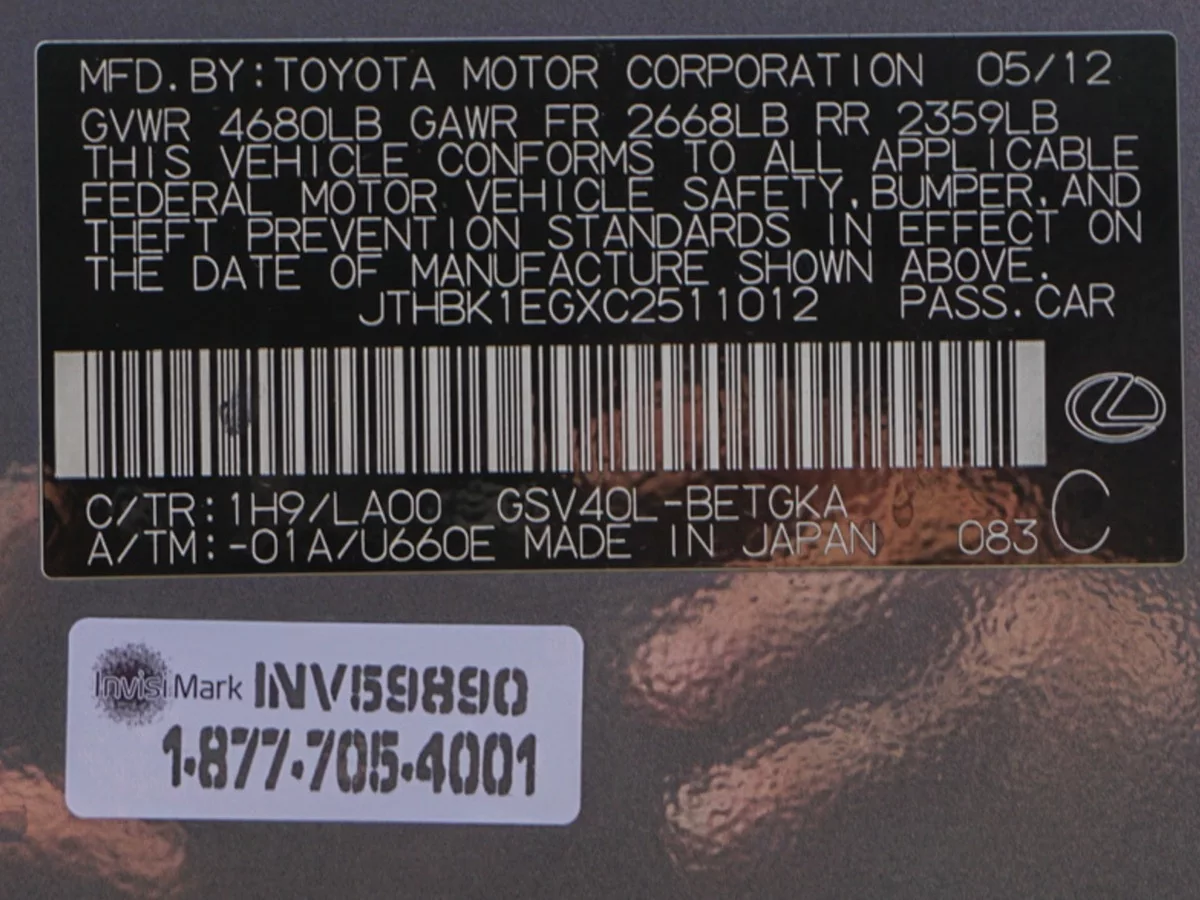 MFD.BY:TOYOTA MOTOR CORPORATION 05/12
GVWR 4680LB GAWR FR 2668LB RR 2359LB
THIS VEHICLE CONFORMS TO ALL APPLICABLE
FEDERAL MOTOR VEHICLE SAFETY,BUMPER,AND
THEFT PREVENTION STANDARDS IN EFFECT ON
THE DATE OF MANUFACTURE SHOWN ABOVE.
JTHBK1EGXC2511012 PASS.CAR
C/TR:1H9/LA00 GSV40L-BETGKA
A/TM:-01A/U660E MADE IN JAPAN 083 C
InvisiMark INV59890
1-877-705-4001